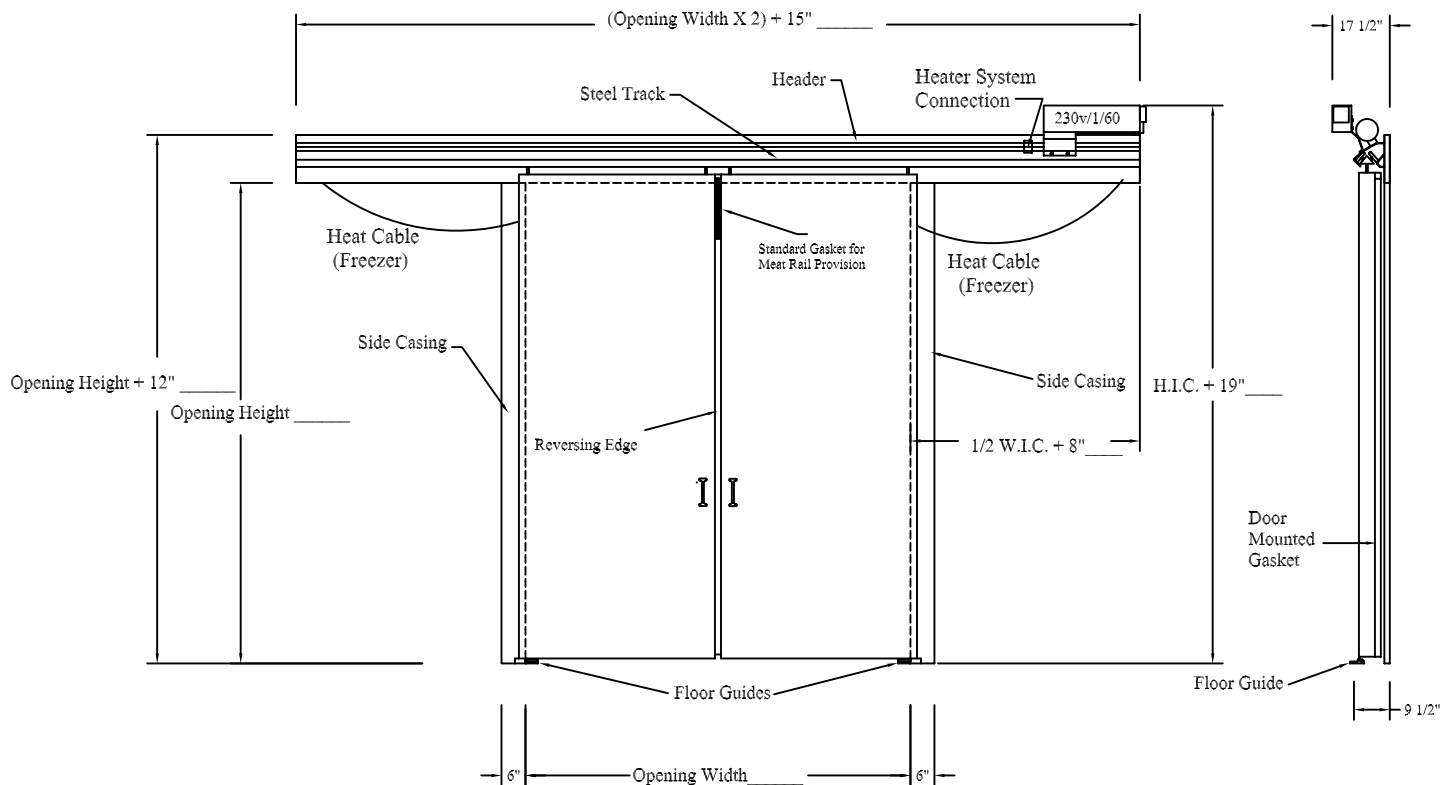 (Opening Width X 2) + 15" ______
17 1/2"
Header
Heater System
Connection
Steel Track
230v/1/60
Heat Cable
(Freezer)
Standard Gasket for
Meat Rail Provision
Heat Cable
(Freezer)
Side Casing
Side Casing
Opening Height + 12" ______
H.I.C. + 19"____
Opening Height ______
Reversing Edge
1/2 W.I.C. + 8"____
Door
Mounted
Gasket
Floor Guides
Floor Guide
9 1/2"
6"
Opening Width______
6"